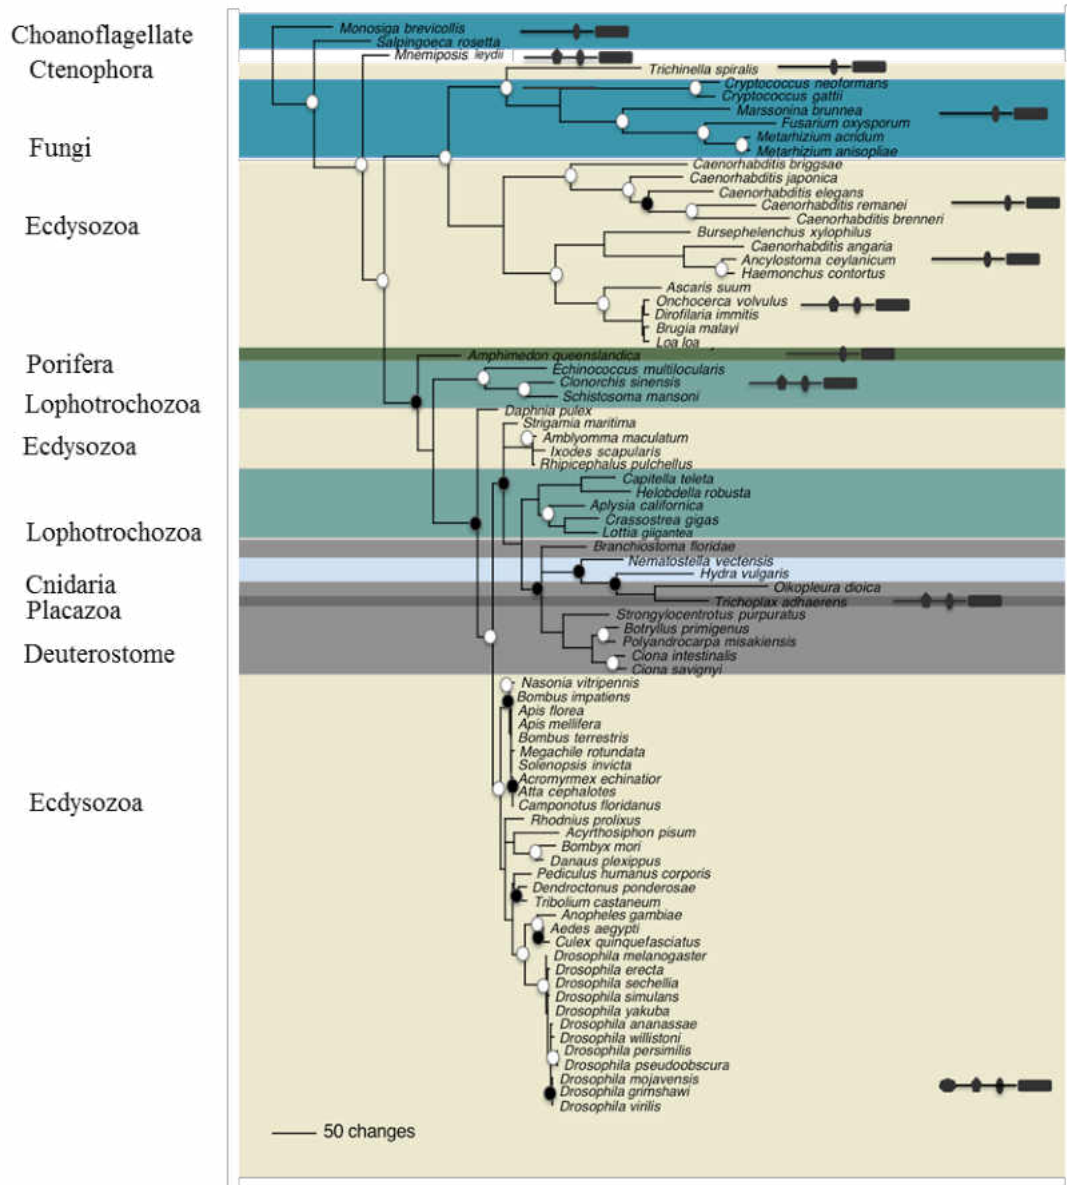 Choanoflagellate
Monosiga brevicollis
Salpingoeca rosetta
Mnemiposis leydii
Ctenophora
Trichinella spiralis
Cryptococcus neoformans
Cryptococcus gattii
Marssonina brunnea
Fusarium oxysporum
Metarhizium acridum
Fungi
Metarhizium anisopliae
Caenorhabditis briggsae
Caenorhabditis japonica
Caenorhabditis elegans
Caenorhabditis remanei
Caenorhabditis brenneri
Ecdysozoa
Bursephelenchus xylophilus
Caenorhabditis angaria
Ancylostoma ceylanicum
Haemonchus contortus
Ascaris suum
Onchocerca volvulus
Dirofilaria immitis
Brugia malayi
Loa loa
Amphimedon queenslandica
Porifera
Echinococcus multilocularis
Clonorchis sinensis
Schistosoma mansoni
Lophotrochozoa
Daphnia pulex
Strigamia maritima
Amblyomma maculatum
Ecdysozoa
Ixodes scapularis
Rhipicephalus pulchellus
Capitella teleta
Helobdella robusta
Aplysia californica
Crassostrea gigas
Lottia giigantea
Lophotrochozoa
Branchiostoma floridae
Nematostella vectensis
Hydra vulgaris
Cnidaria
Oikopleura dioica
Trichoplax adhaerens
Placazoa
Strongylocentrotus purpuratus
Botryllus primigenus
Polyandrocarpa misakiensis
Deuterostome
Ciona intestinalis
Ciona savignyi
Nasonia vitripennis
Bombus impatiens
Apis florea
Apis mellifera
Bombus terrestris
Megachile rotundata
Solenopsis invicta
Acromyrmex echinatior
Atta cephalotes
Ecdysozoa
Camponotus floridanus
Rhodnius prolixus
Acyrthosiphon pisum
Bombyx mori
Danaus plexippus
Pediculus humanus corporis
Dendroctonus ponderosae
Tribolium castaneum
Anopheles gambiae
Aedes aegypti
Culex quinquefasciatus
Drosophila melanogaster
Drosophila erecta
Drosophila sechellia
Drosophila simulans
Drosophila yakuba
Drosophila ananassae
Drosophila willistoni
Drosophila persimilis
Drosophila pseudoobscura
Drosophila mojavensis
Drosophila grimshawi
Drosophila virilis
50 changes